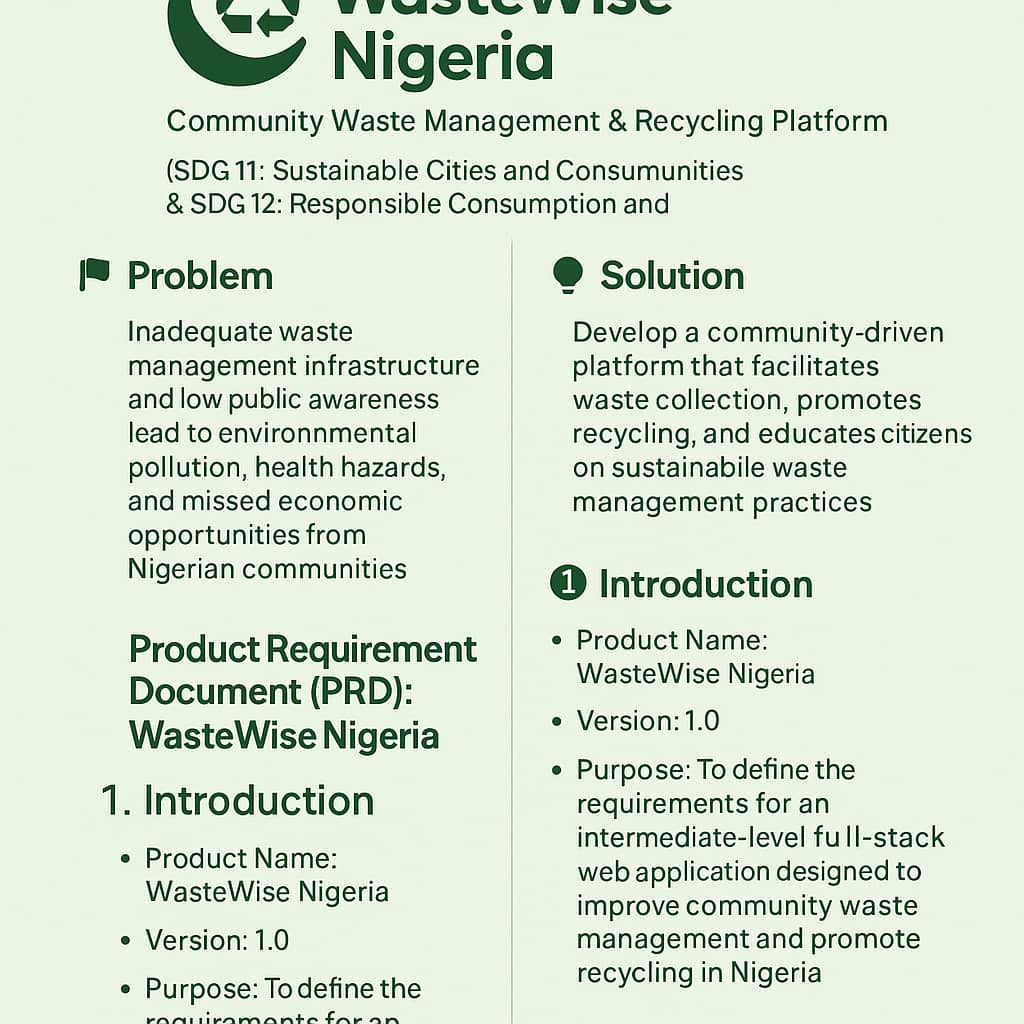 WasteWise
Nigeria
Community Waste Management & Recycling Platform
(SDG 11: Sustainable Cities and Consumunities
& SDG 12: Responsible Consumption and
Problem
Inadequate waste
management infrastructure
and low public awareness
lead to environnmental
pollution, health hazards,
and missed economic
opportunities from
Nigerian communities
Product Requirement
Document (PRD):
WasteWise Nigeria
1. Introduction
• Product Name:
WasteWise Nigeria
• Version: 1.0
• Purpose: To define the
requiraments for an
Solution
Develop a community-driven
platform that facilitates
waste collection, promotes
recycling, and educates citizens
on sustainabile waste
management practices
1 Introduction
• Product Name:
WasteWise Nigeria
• Version: 1.0
• Purpose: To define the
requirements for an
intermediate-level full-stack
web application designed to
improve community waste
management and promote
recycling in Nigeria